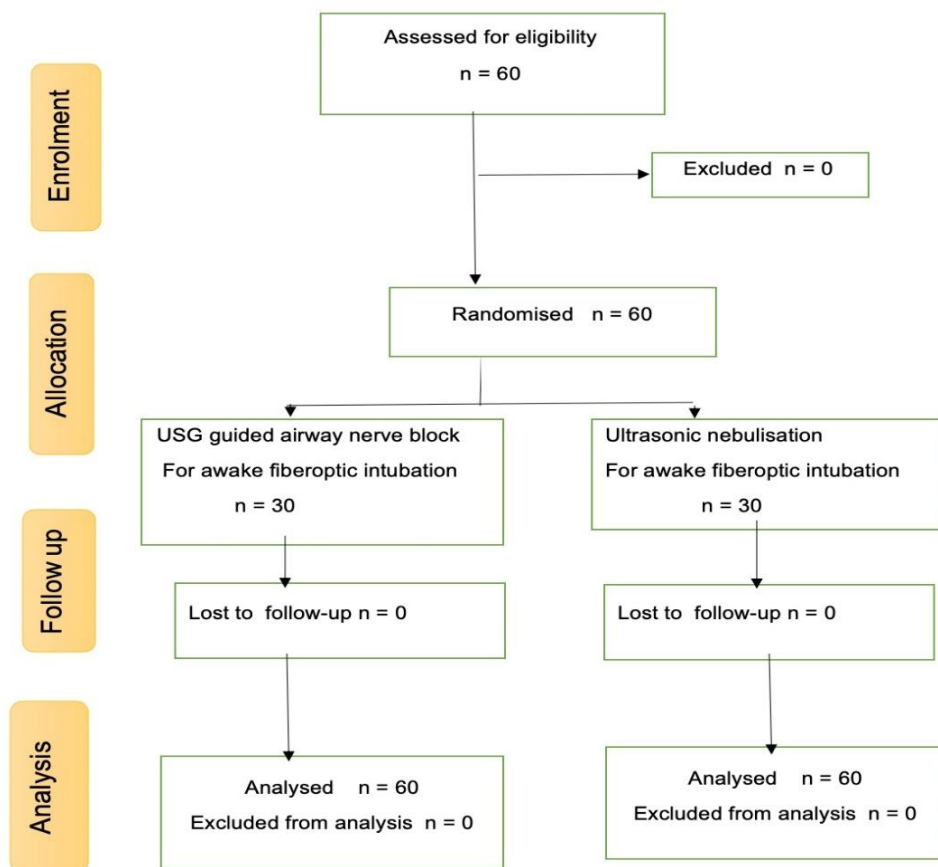 Enrolment
Assessed for eligibility
n = 60
Excluded n = 0
Allocation
Randomised n = 60
USG guided airway nerve block
For awake fiberoptic intubation
n = 30
Ultrasonic nebulisation
For awake fiberoptic intubation
n = 30
Follow up
Lost to follow-up n = 0
Lost to follow-up n = 0
Analysis
Analysed n = 60
Excluded from analysis n = 0
Analysed n = 60
Excluded from analysis n = 0